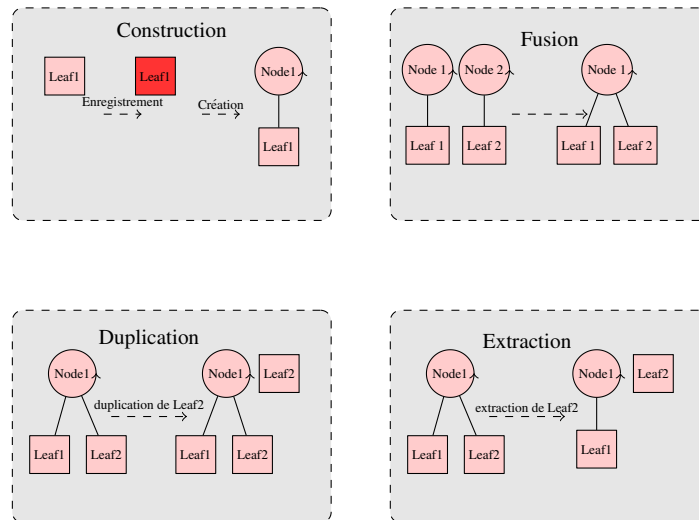 Construction
Leaf1
Leaf1
Enregistrement
Création
Node1
Leaf1
Fusion
Node 1
Node 2
Leaf 1
Leaf 2
Node 1
Leaf 1
Leaf 2
Duplication
Node1
duplication de Leaf2
Leaf1
Leaf2
Node1
Leaf2
Leaf1
Leaf2
Extraction
Node1
extraction de Leaf2
Leaf1
Leaf2
Node1
Leaf2
Leaf1